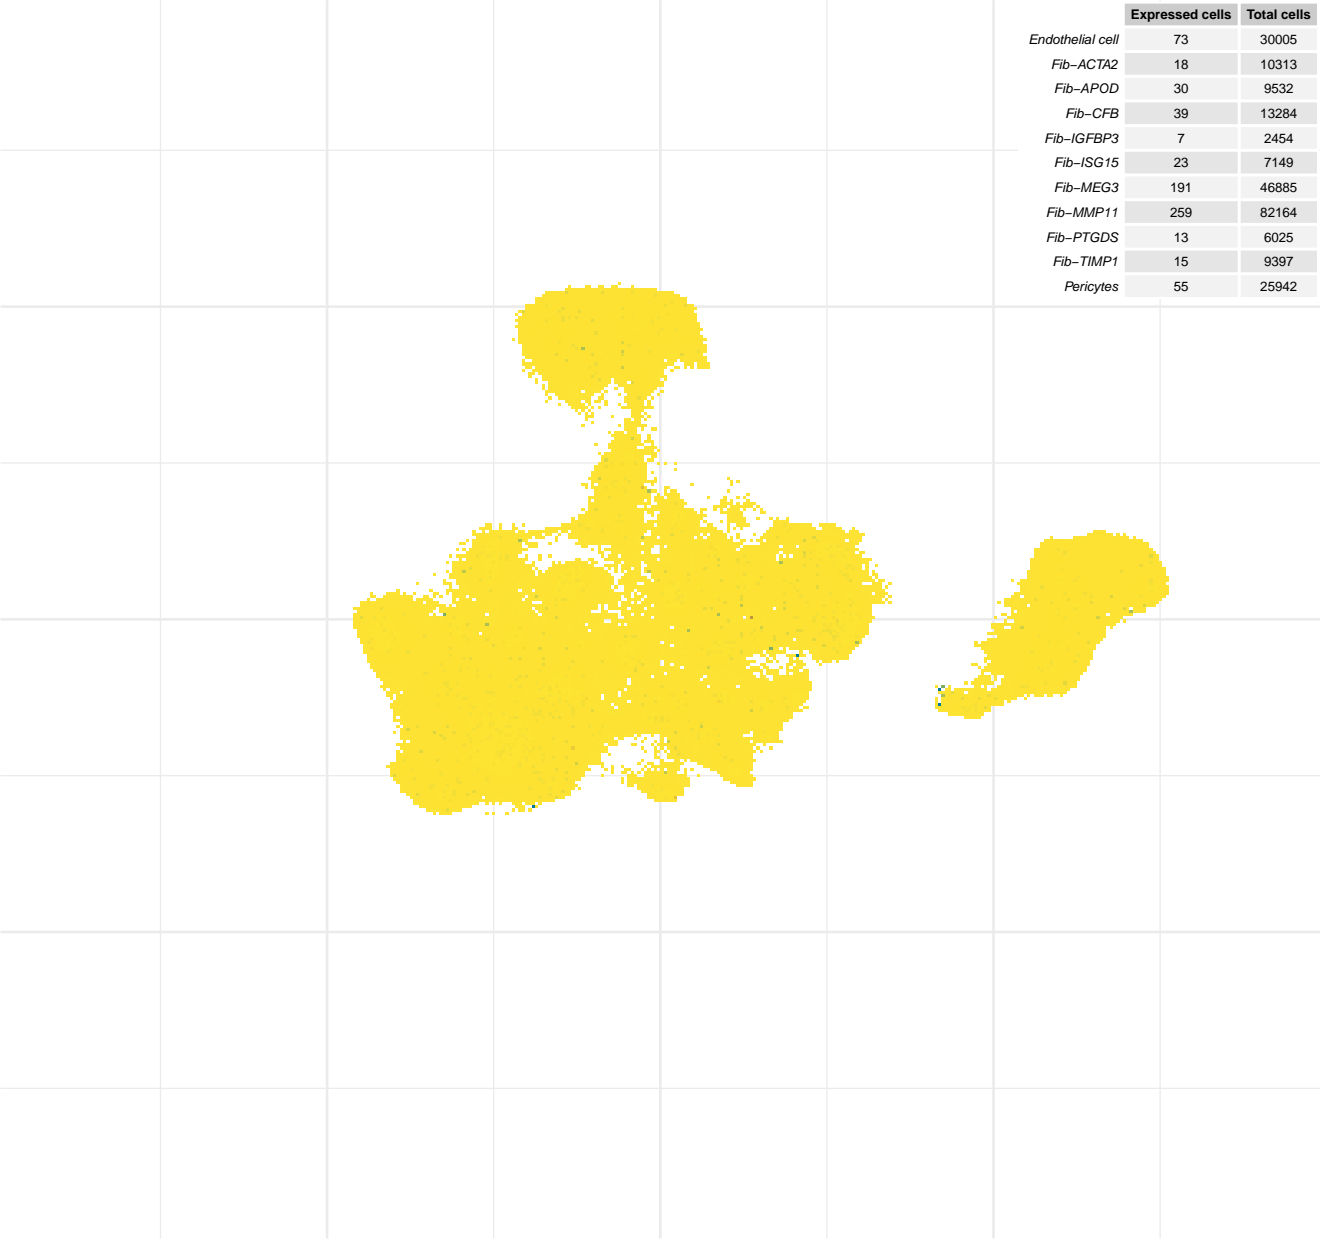 Expressed cells Total cells
Endothelial cell 73 30005
Fib−ACTA2 18 10313
Fib−APOD 30 9532
Fib−CFB 39 13284
Fib−IGFBP3 7 2454
Fib−ISG15 23 7149
Fib−MEG3 191 46885
Fib−MMP11 259 82164
Fib−PTGDS 13 6025
Fib−TIMP1 15 9397
Pericytes 55 25942